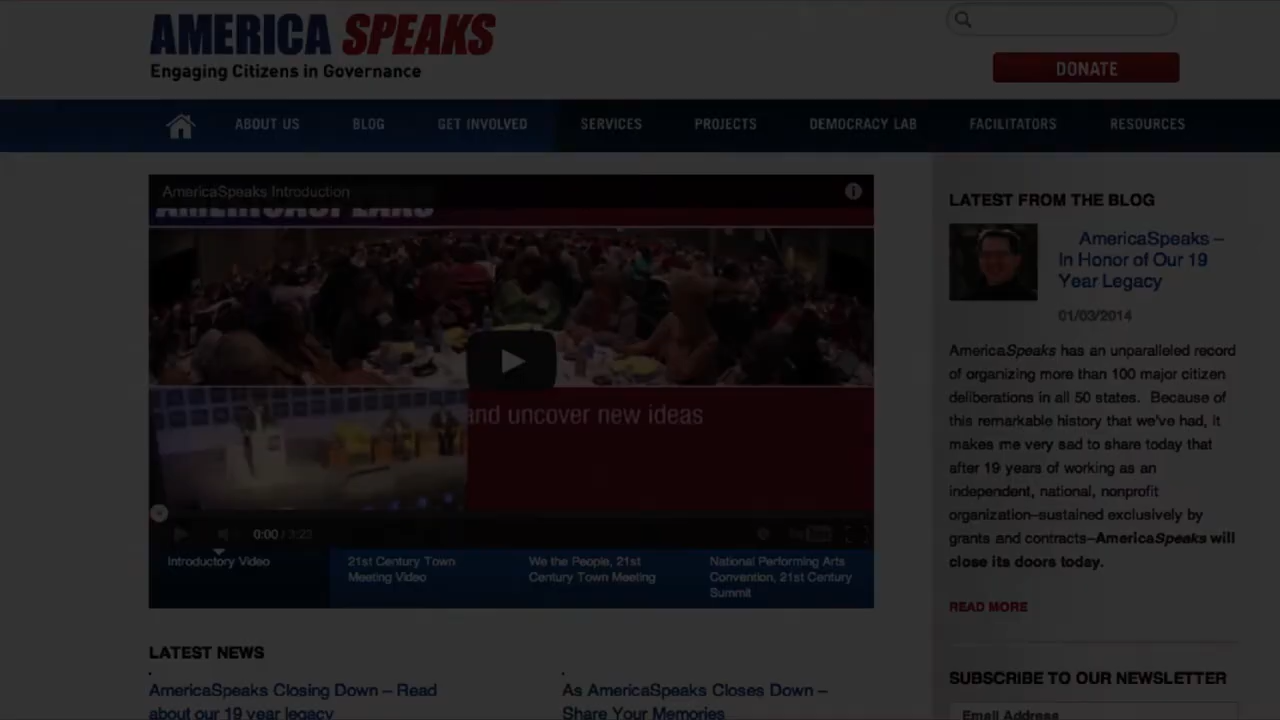 AMERICA SPEAKS
Engaging Citizens in Governance
DONATE
ABOUT US
BLOG
GET INVOLVED
SERVICES
PROJECTS
DEMOCRACY LAB
FACILITATORS
RESOURCES
AmericaSpeaks Introduction
AMERICASPEAKS
and uncover new ideas
0:00 / 3:23
Introductory Video
21st Century Town
Meeting Video
We the People, 21st
Century Town Meeting
National Performing Arts
Convention, 21st Century
Summit
LATEST NEWS
AmericaSpeaks Closing Down – Read
about our 19 year legacy
As AmericaSpeaks Closes Down –
Share Your Memories
LATEST FROM THE BLOG
AmericaSpeaks –
In Honor of Our 19
Year Legacy
01/03/2014
AmericaSpeaks has an unparalleled record
of organizing more than 100 major citizen
deliberations in all 50 states. Because of
this remarkable history that we've had, it
makes me very sad to share today that
after 19 years of working as an
independent, national, nonprofit
organization–sustained exclusively by
grants and contracts–AmericaSpeaks will
close its doors today.
READ MORE
SUBSCRIBE TO OUR NEWSLETTER
Email Address